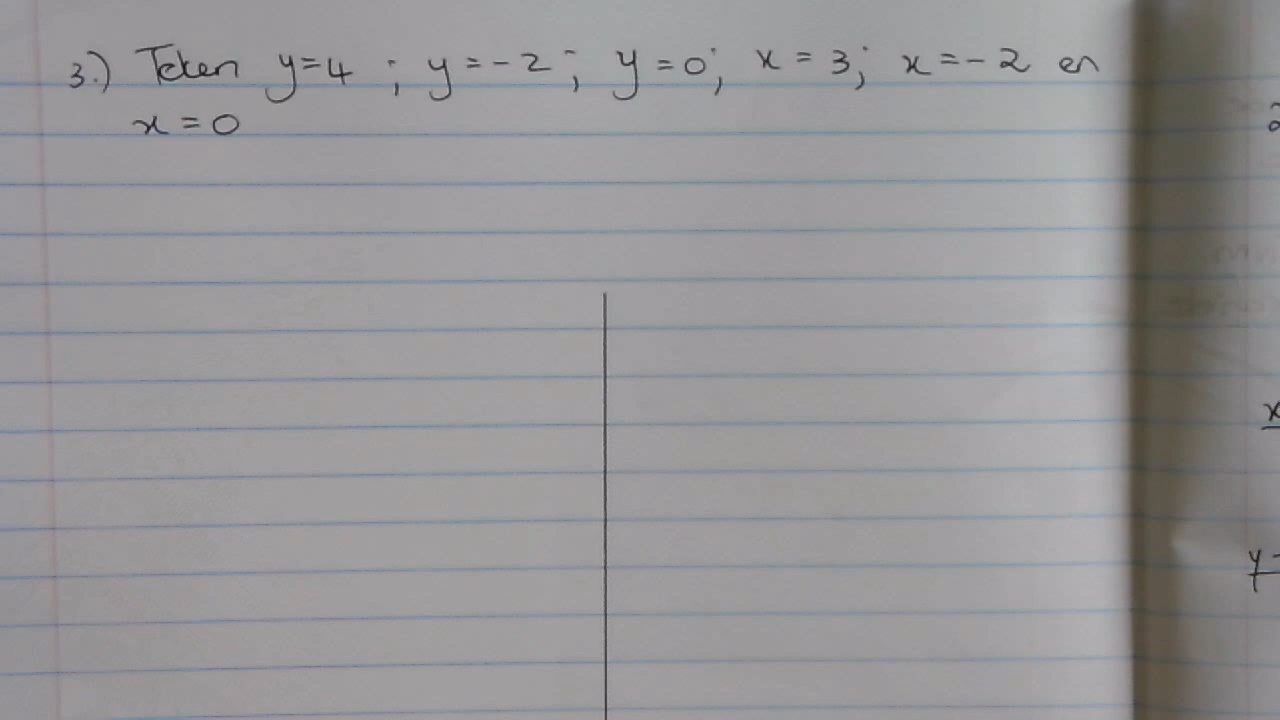 3.) Teken y=4 ; y=-2 ; y=0 ; x=3 ; x=-2 en
x=0